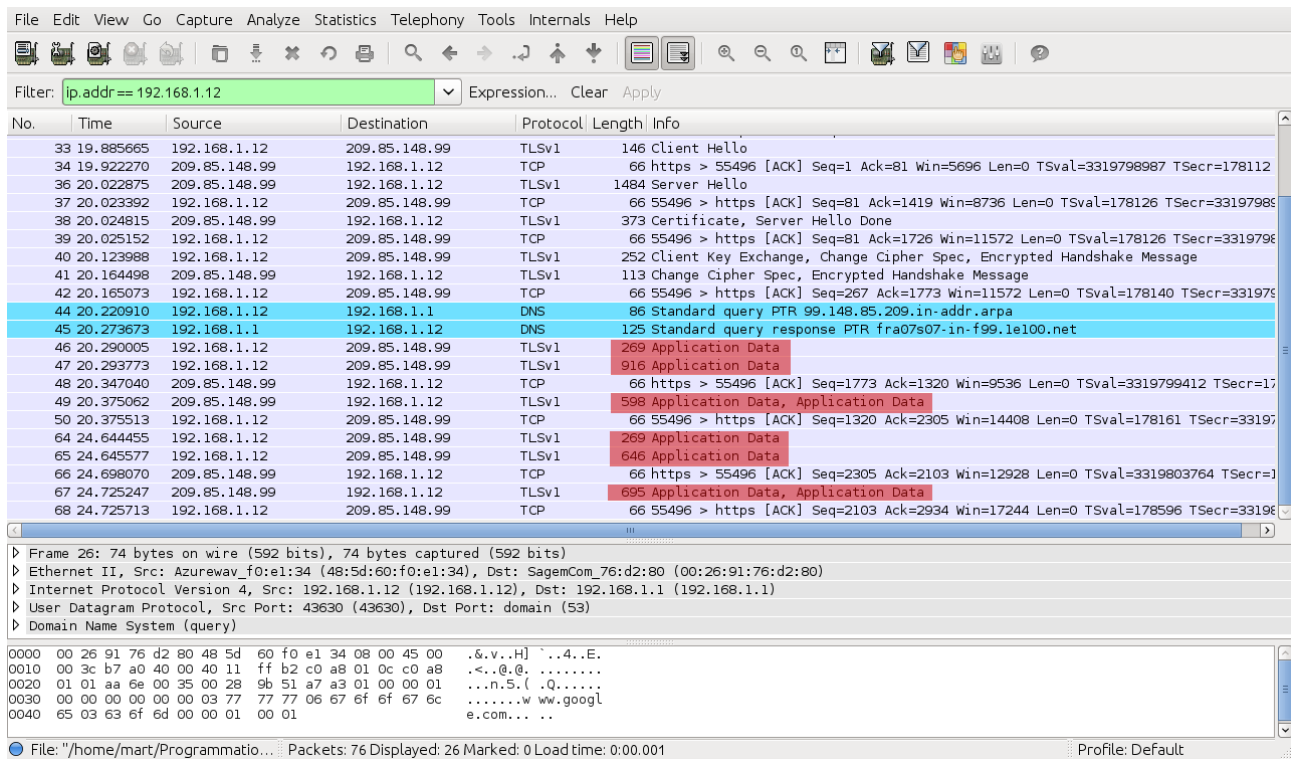 File Edit View Go Capture Analyze Statistics Telephony Tools Internals Help
Filter: ip.addr== 192.168.1.12 Expression... Clear Apply
No. Time Source Destination Protocol Length Info
33 19.885665 192.168.1.12 209.85.148.99 TLSv1 146 Client Hello
34 19.922270 209.85.148.99 192.168.1.12 TCP 66 https > 55496 [ACK] Seq=1 Ack=81 Win=5696 Len=0 TSval=3319798987 TSecr=178112
36 20.022875 209.85.148.99 192.168.1.12 TLSv1 1484 Server Hello
37 20.023392 192.168.1.12 209.85.148.99 TCP 66 55496 > https [ACK] Seq=81 Ack=1419 Win=8736 Len=0 TSval=178126 TSecr=33197989
38 20.024815 209.85.148.99 192.168.1.12 TLSv1 373 Certificate, Server Hello Done
39 20.025152 192.168.1.12 209.85.148.99 TCP 66 55496 > https [ACK] Seq=81 Ack=1726 Win=11572 Len=0 TSval=178126 TSecr=3319798
40 20.123988 192.168.1.12 209.85.148.99 TLSv1 252 Client Key Exchange, Change Cipher Spec, Encrypted Handshake Message
41 20.164498 209.85.148.99 192.168.1.12 TLSv1 113 Change Cipher Spec, Encrypted Handshake Message
42 20.165073 192.168.1.12 209.85.148.99 TCP 66 55496 > https [ACK] Seq=267 Ack=1773 Win=11572 Len=0 TSval=178140 TSecr=331979
44 20.220910 192.168.1.12 192.168.1.1 DNS 86 Standard query PTR 99.148.85.209.in-addr.arpa
45 20.273673 192.168.1.1 192.168.1.12 DNS 125 Standard query response PTR fra07s07-in-f99.1e100.net
46 20.290005 192.168.1.12 209.85.148.99 TLSv1 269 Application Data
47 20.293773 192.168.1.12 209.85.148.99 TLSv1 916 Application Data
48 20.347040 209.85.148.99 192.168.1.12 TCP 66 https > 55496 [ACK] Seq=1773 Ack=1320 Win=9536 Len=0 TSval=3319799412 TSecr=17
49 20.375062 209.85.148.99 192.168.1.12 TLSv1 598 Application Data, Application Data
50 20.375513 192.168.1.12 209.85.148.99 TCP 66 55496 > https [ACK] Seq=1320 Ack=2305 Win=14408 Len=0 TSval=178161 TSecr=33197
64 24.644455 192.168.1.12 209.85.148.99 TLSv1 269 Application Data
65 24.645577 192.168.1.12 209.85.148.99 TLSv1 646 Application Data
66 24.698070 209.85.148.99 192.168.1.12 TCP 66 https > 55496 [ACK] Seq=2305 Ack=2103 Win=12928 Len=0 TSval=3319803764 TSecr=1
67 24.725247 209.85.148.99 192.168.1.12 TLSv1 695 Application Data, Application Data
68 24.725713 192.168.1.12 209.85.148.99 TCP 66 55496 > https [ACK] Seq=2103 Ack=2934 Win=17244 Len=0 TSval=178596 TSecr=33198
Frame 26: 74 bytes on wire (592 bits), 74 bytes captured (592 bits)
Ethernet II, Src: Azurewav_f0:e1:34 (48:5d:60:f0:e1:34), Dst: SagemCom_76:d2:80 (00:26:91:76:d2:80)
Internet Protocol Version 4, Src: 192.168.1.12 (192.168.1.12), Dst: 192.168.1.1 (192.168.1.1)
User Datagram Protocol, Src Port: 43630 (43630), Dst Port: domain (53)
Domain Name System (query)
0000 00 26 91 76 d2 80 48 5d 60 f0 e1 34 08 00 45 00 .&.v..H] `..4..E.
0010 00 3c b7 a0 40 00 40 11 ff b2 c0 a8 01 0c c0 a8 .<..@.@. ........
0020 01 01 aa 6e 00 35 00 28 9b 51 a7 a3 01 00 00 01 ...n.5.( .Q......
0030 00 00 00 00 00 00 03 77 77 77 06 67 6f 6f 67 6c .......w ww.googl
0040 65 03 63 6f 6d 00 00 01 00 01 e.com... ..
File: "/home/mart/Programmatio... Packets: 76 Displayed: 26 Marked: 0 Load time: 0:00.001 Profile: Default